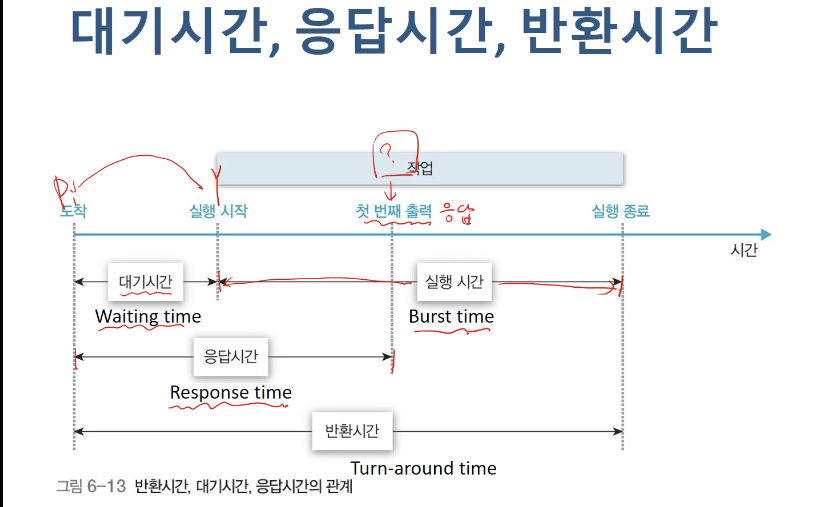 대기시간, 응답시간, 반환시간
?
작업
P1
도착
실행 시작
첫 번째 출력 응답
실행 종료
시간
대기시간
실행 시간
Waiting time
Burst time
응답시간
Response time
반환시간
Turn-around time
그림 6-13 반환시간, 대기시간, 응답시간의 관계